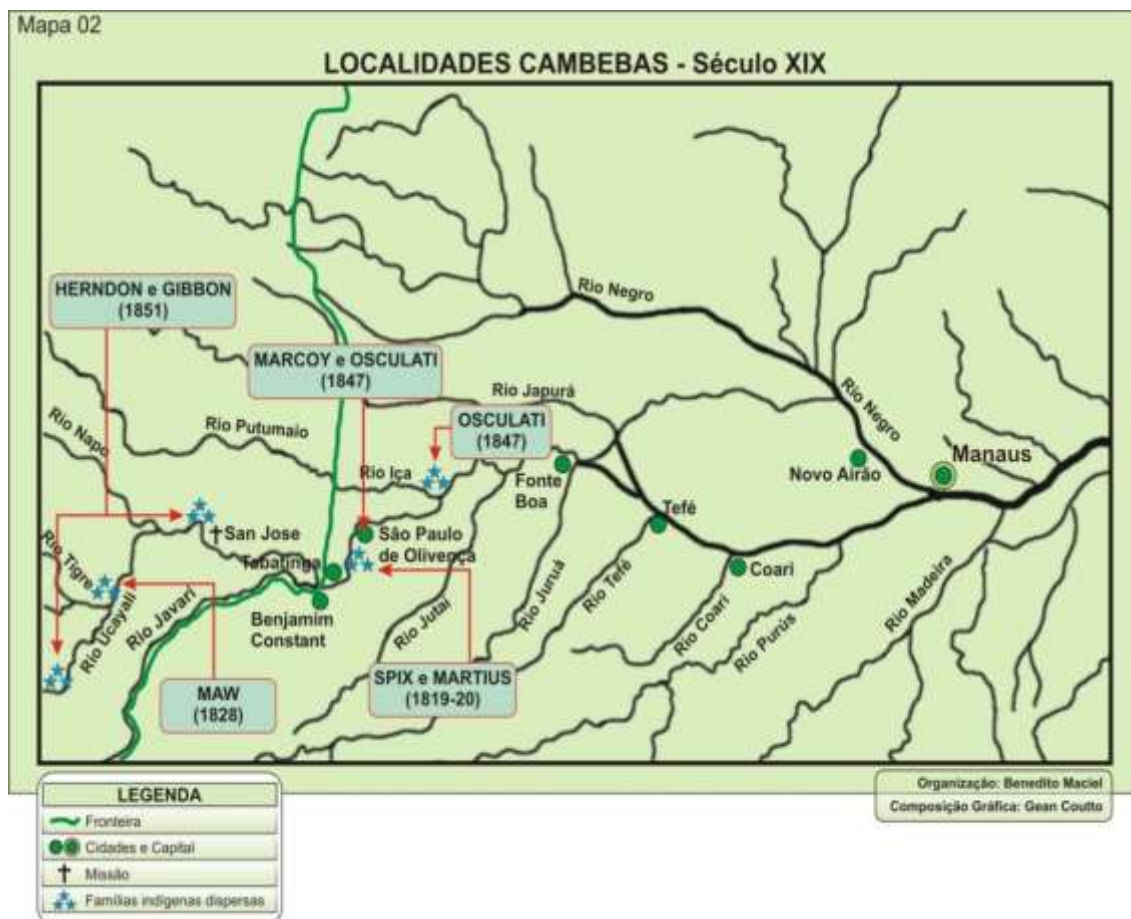 Mapa 02
LOCALIDADES CAMBEBAS - Século XIX
HERNDON e GIBBON
(1851)
MARCOY e OSCULATI
(1847)
OSCULATI
(1847)
Rio Negro
Rio Japurá
Rio Negro
Rio Napo
Rio Putumaio
Rio Iça
Fonte
Boa
Novo Airão
Manaus
San Jose
Tabatinga
São Paulo
de Olivença
Tefé
Rio Tigre
Rio Ucayali
Rio Javari
Benjamim
Constant
Rio Jutaí
Rio Juruá
Rio Tefé
Coari
Rio Coari
Rio Purús
Rio Madeira
MAW
(1828)
SPIX e MARTIUS
(1819-20)
LEGENDA
Fronteira
Cidades e Capital
Missão
Famílias indígenas dispersas
Organização: Benedito Maciel
Composição Gráfica: Gean Coutto